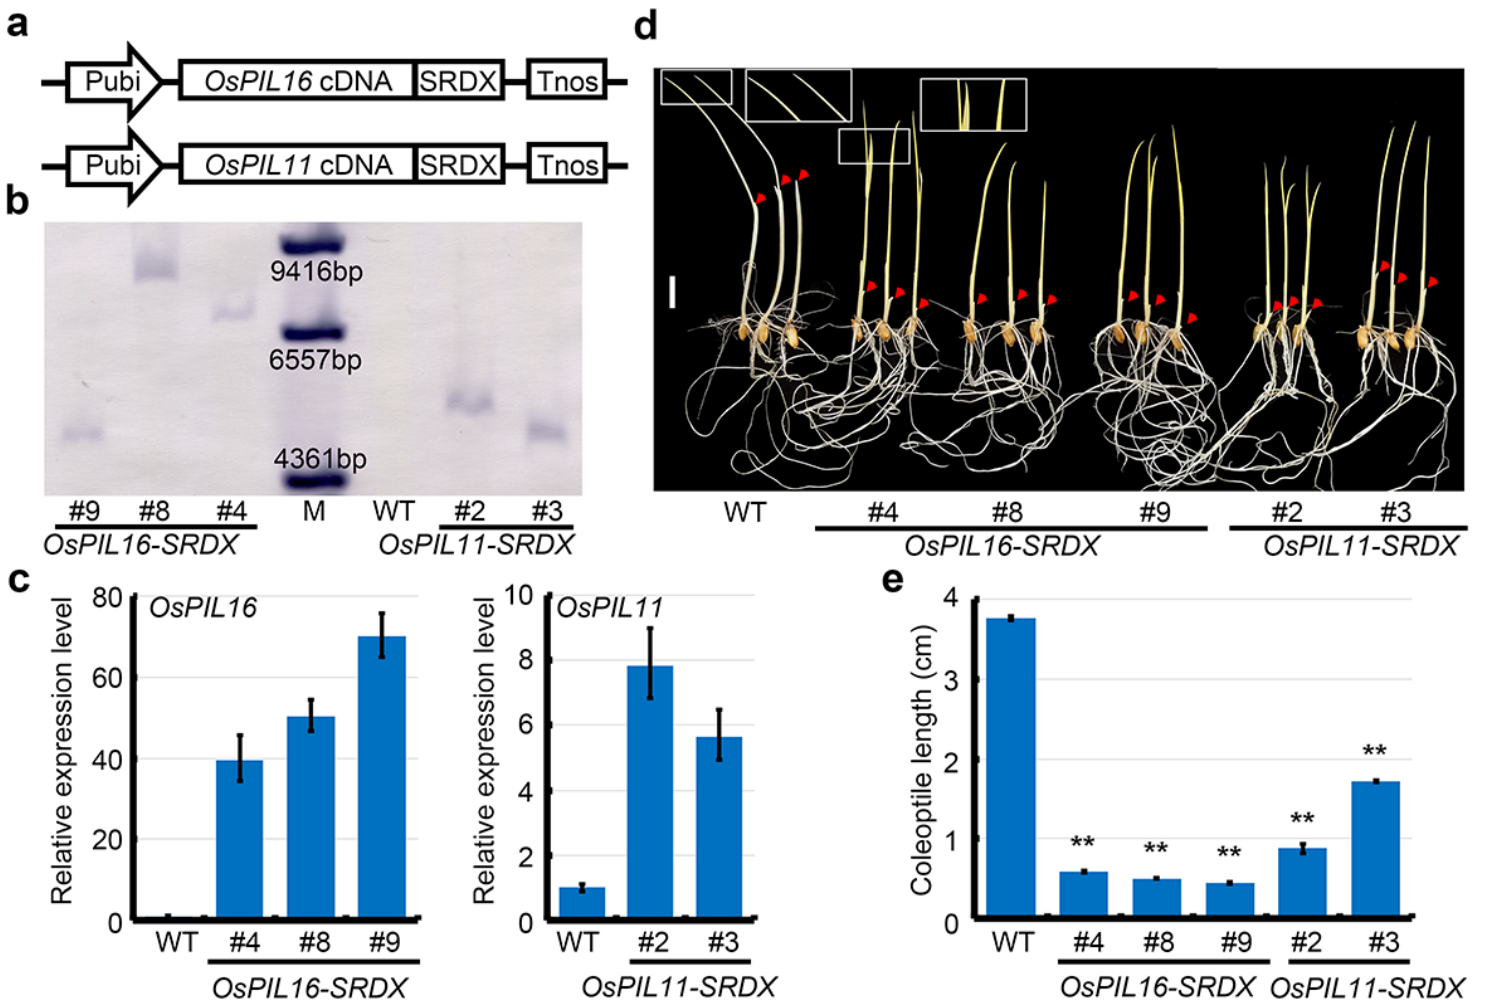 a
Pubi OsPIL16 cDNA SRDX Tnos
Pubi OsPIL11 cDNA SRDX Tnos
b
9416bp
6557bp
4361bp
#9 #8 #4 M WT #2 #3
OsPIL16-SRDX OsPIL11-SRDX
c
Relative expression level
OsPIL16
80
60
40
20
0
WT #4 #8 #9
OsPIL16-SRDX
Relative expression level
OsPIL11
10
8
6
4
2
0
WT #2 #3
OsPIL11-SRDX
d
WT #4 #8 #9 #2 #3
OsPIL16-SRDX OsPIL11-SRDX
e
Coleoptile length (cm)
4
3
2
1
0
** ** ** ** **
WT #4 #8 #9 #2 #3
OsPIL16-SRDX OsPIL11-SRDX